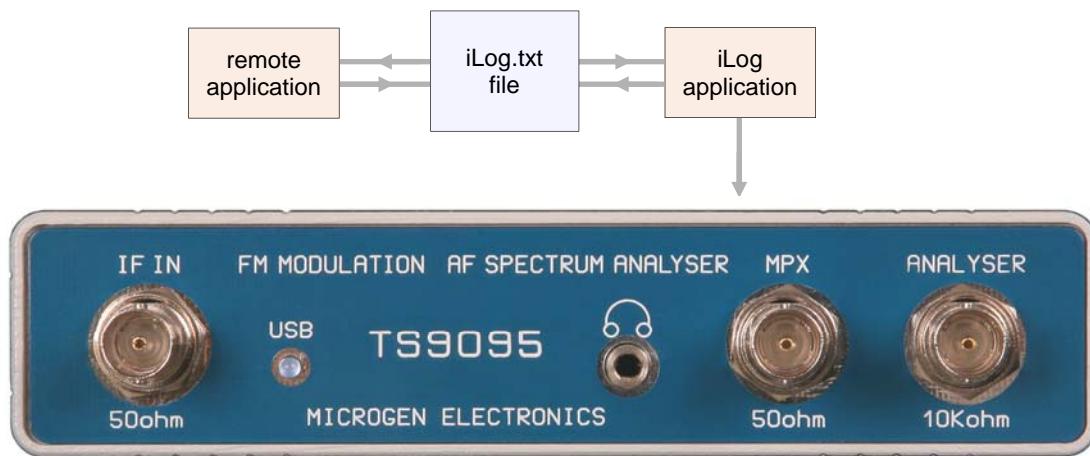 remote
application
iLog.txt
file
iLog
application
IF IN
FM MODULATION AF SPECTRUM ANALYSER
MPX
ANALYSER
USB
TS9095
50ohm
MICROGEN ELECTRONICS
50ohm
10Kohm